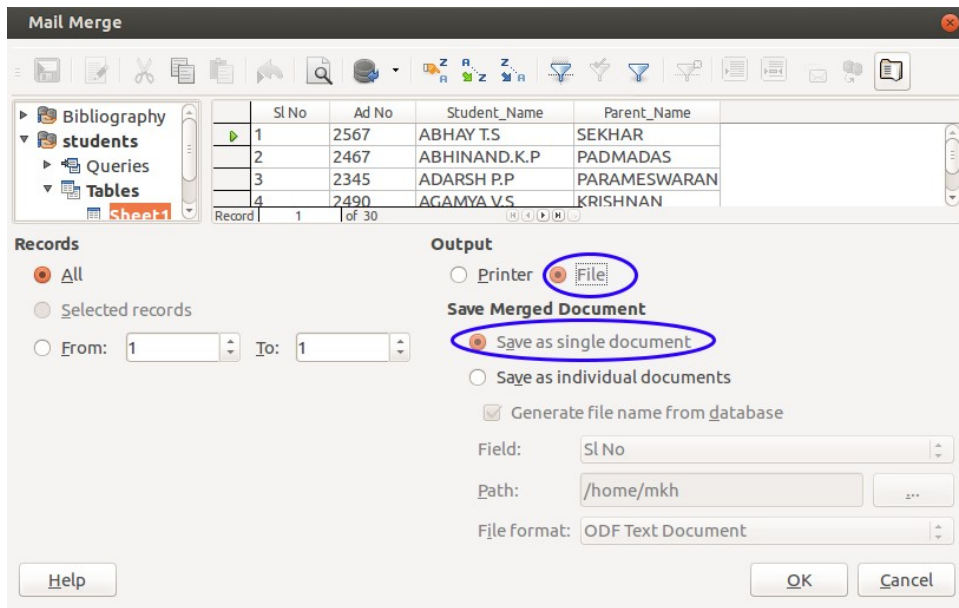 Mail Merge
Bibliography
students
Queries
Tables
Sheet1
Sl No Ad No Student_Name Parent_Name
1 2567 ABHAY T.S SEKHAR
2 2467 ABHINAND.K.P PADMADAS
3 2345 ADARSH P.P PARAMESWARAN
4 2490 AGAMYA V.S KRISHNAN
Record 1 of 30
Records
All
Selected records
From: 1 To: 1
Output
Printer File
Save Merged Document
Save as single document
Save as individual documents
Generate file name from database
Field: Sl No
Path: /home/mkh ...
File format: ODF Text Document
Help OK Cancel